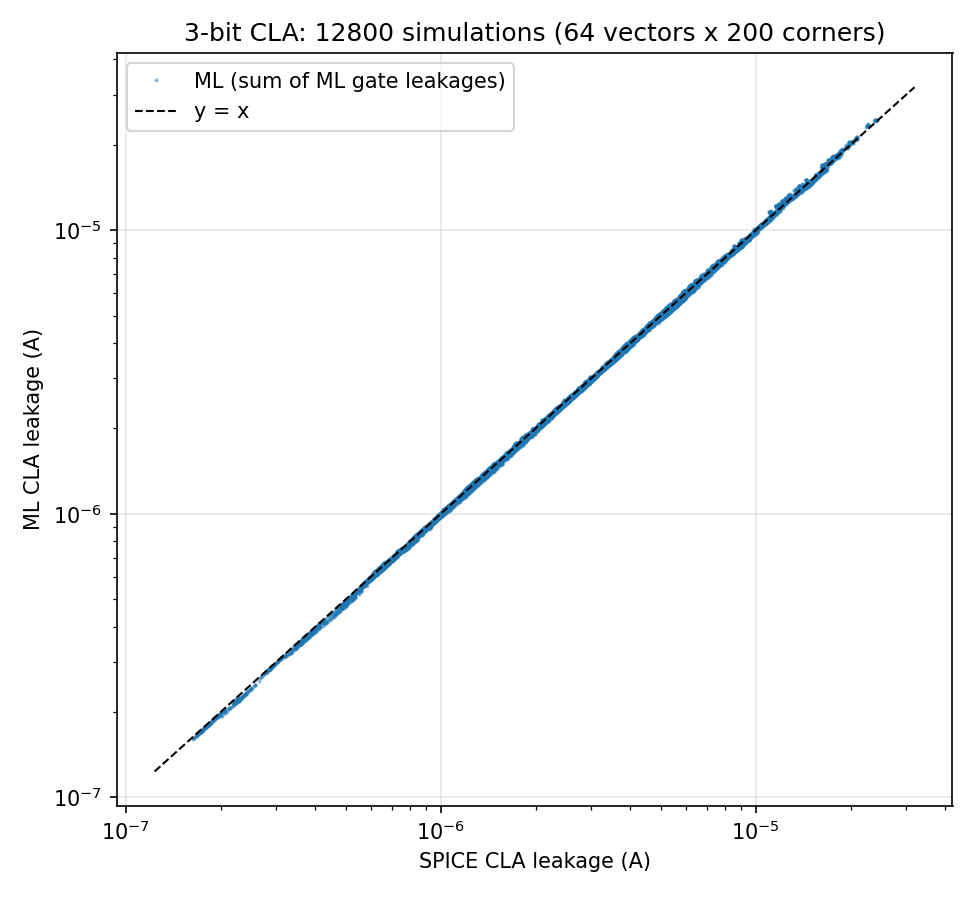 3-bit CLA: 12800 simulations (64 vectors x 200 corners)
ML (sum of ML gate leakages)
y = x
ML CLA leakage (A)
10⁻⁵
10⁻⁶
10⁻⁷
10⁻⁷ 10⁻⁶ 10⁻⁵
SPICE CLA leakage (A)